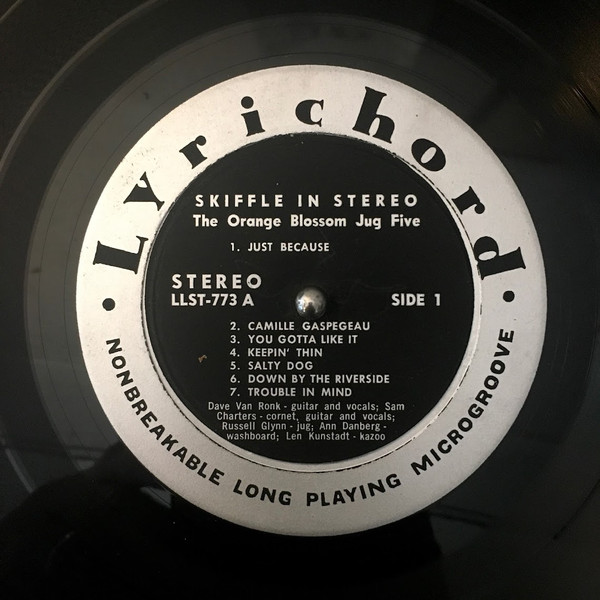 Lyrichord
SKIFFLE IN STEREO
The Orange Blossom Jug Five
1. JUST BECAUSE
STEREO
LLST-773 A
SIDE 1
2. CAMILLE GASPEGEAU
3. YOU GOTTA LIKE IT
4. KEEPIN' THIN
5. SALTY DOG
6. DOWN BY THE RIVERSIDE
7. TROUBLE IN MIND
Dave Van Ronk - guitar and vocals; Sam
Charters - cornet, guitar and vocals;
Russell Glynn - jug; Ann Danberg -
washboard; Len Kunstadt - kazoo
• NONBREAKABLE LONG PLAYING MICROGROOVE •